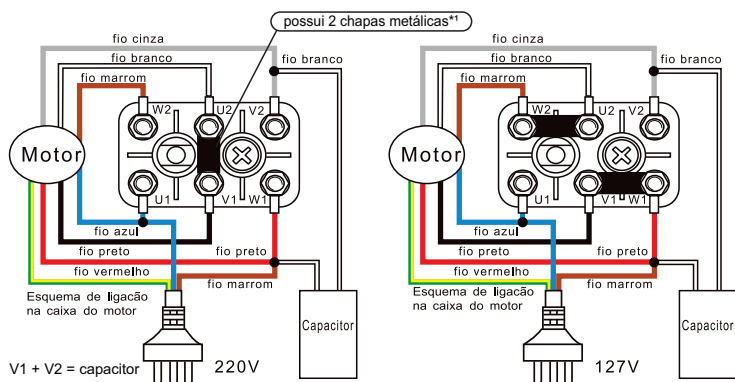 possui 2 chapas metálicas*¹
fio cinza
fio branco
fio marrom
fio branco
W2 U2 V2
Motor
U1 V1 W1
fio azul
fio preto fio preto
fio vermelho
fio marrom
Esquema de ligacão
na caixa do motor
Capacitor
V1 + V2 = capacitor
220V
fio cinza
fio branco
fio marrom
fio branco
W2 U2 V2
Motor
U1 V1 W1
fio azul
fio preto fio preto
fio vermelho
fio marrom
Esquema de ligacão
na caixa do motor
Capacitor
127V